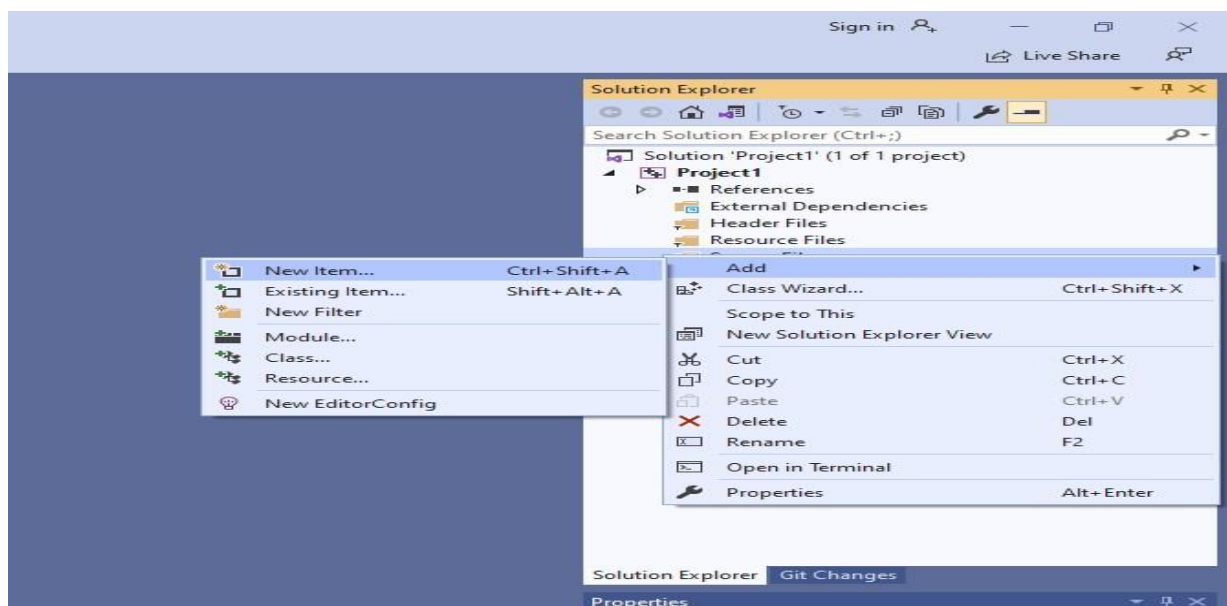 Sign in
Live Share
Solution Explorer
Search Solution Explorer (Ctrl+;)
Solution 'Project1' (1 of 1 project)
Project1
References
External Dependencies
Header Files
Resource Files
Add
Class Wizard... Ctrl+Shift+X
Scope to This
New Solution Explorer View
Cut Ctrl+X
Copy Ctrl+C
Paste Ctrl+V
Delete Del
Rename F2
Open in Terminal
Properties Alt+Enter
New Item... Ctrl+Shift+A
Existing Item... Shift+Alt+A
New Filter
Module...
Class...
Resource...
New EditorConfig
Solution Explorer Git Changes
Properties